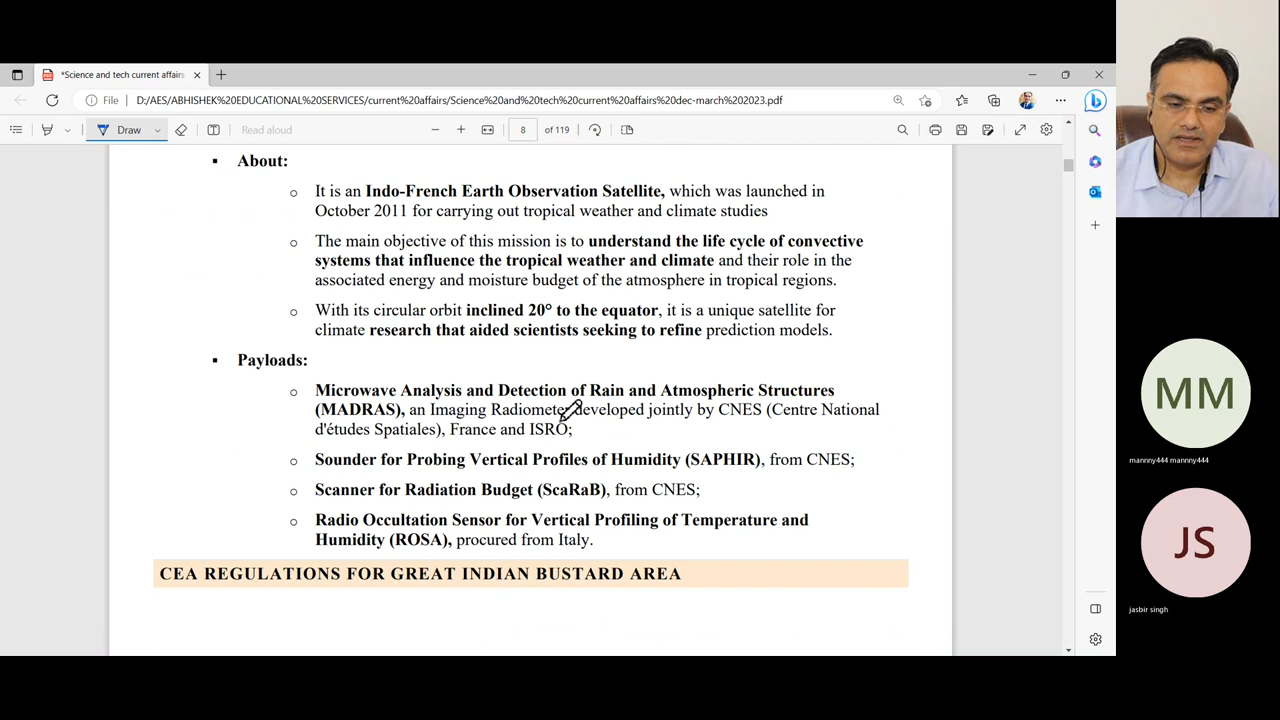 *Science and tech current affairs
File
D:/AES/ABHISHEK%20EDUCATIONAL%20SERVICES/current%20affairs/Science%20and%20tech%20current%20affairs%20dec-march%202023.pdf
Draw
Read aloud
8
of 119
▪ About:
o It is an Indo-French Earth Observation Satellite, which was launched in
October 2011 for carrying out tropical weather and climate studies
o The main objective of this mission is to understand the life cycle of convective
systems that influence the tropical weather and climate and their role in the
associated energy and moisture budget of the atmosphere in tropical regions.
o With its circular orbit inclined 20° to the equator, it is a unique satellite for
climate research that aided scientists seeking to refine prediction models.
▪ Payloads:
o Microwave Analysis and Detection of Rain and Atmospheric Structures
(MADRAS), an Imaging Radiometer developed jointly by CNES (Centre National
d'études Spatiales), France and ISRO;
o Sounder for Probing Vertical Profiles of Humidity (SAPHIR), from CNES;
o Scanner for Radiation Budget (ScaRaB), from CNES;
o Radio Occultation Sensor for Vertical Profiling of Temperature and
Humidity (ROSA), procured from Italy.
CEA REGULATIONS FOR GREAT INDIAN BUSTARD AREA
MM
mannny444 mannny444
JS
jasbir singh